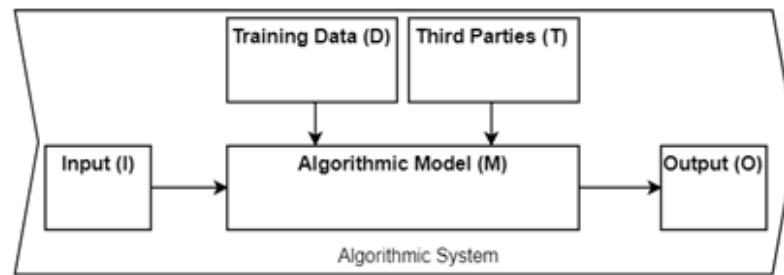 Training Data (D)
Third Parties (T)
Input (I)
Algorithmic Model (M)
Output (O)
Algorithmic System